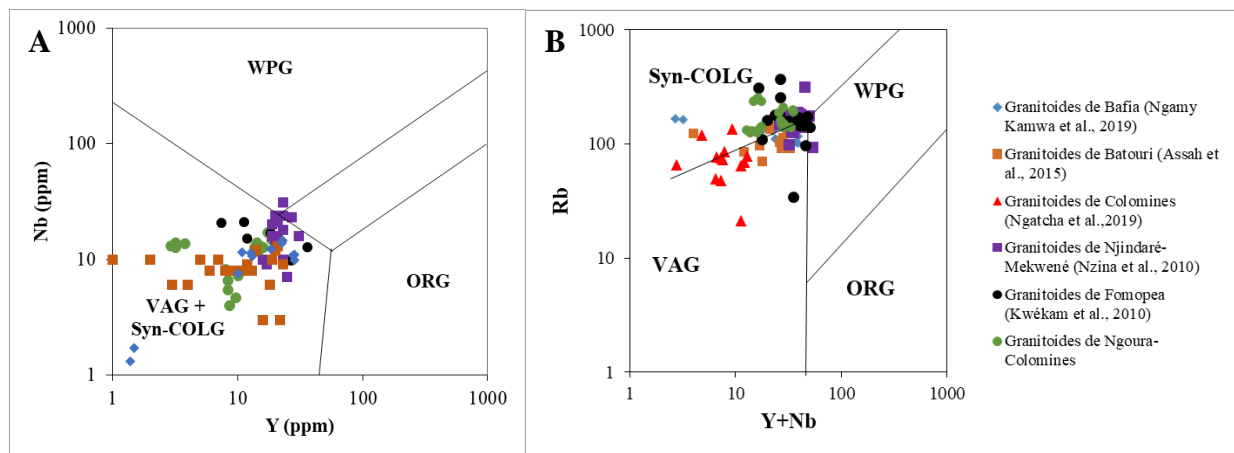 A
1000
100
10
1
Nb (ppm)
WPG
VAG +
Syn-COLG
ORG
1
10
100
1000
Y (ppm)
B
1000
100
10
1
Rb
Syn-COLG
WPG
VAG
ORG
1
10
100
1000
Y+Nb
Granitoides de Bafia (Ngamy
Kamwa et al., 2019)
Granitoides de Batouri (Assah et
al., 2015)
Granitoides de Colomines
(Ngatcha et al.,2019)
Granitoides de Njindaré-
Mekwené (Nzina et al., 2010)
Granitoides de Fomopea
(Kwékam et al., 2010)
Granitoides de Ngoura-
Colomines